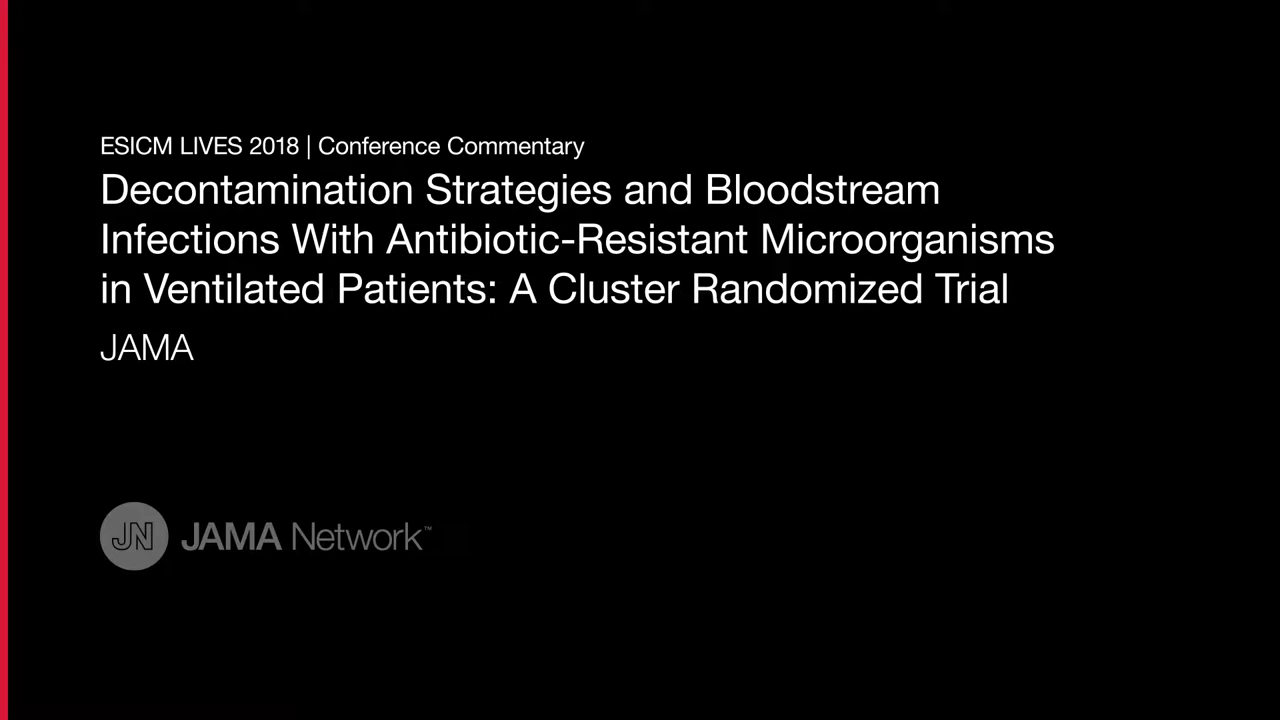 ESICM LIVES 2018 | Conference Commentary
Decontamination Strategies and Bloodstream
Infections With Antibiotic-Resistant Microorganisms
in Ventilated Patients: A Cluster Randomized Trial
JAMA
JN JAMA Network™